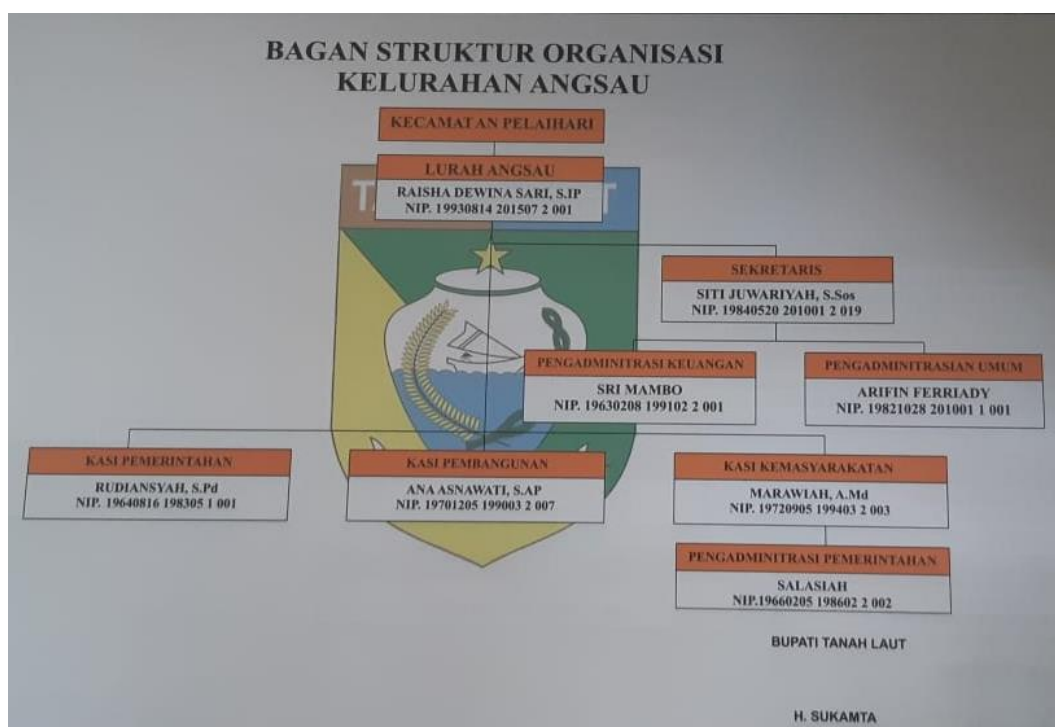 BAGAN STRUKTUR ORGANISASI
KELURAHAN ANGSAU
KECAMATAN PELAIHARI
LURAH ANGSAU
RAISHA DEWINA SARI, S.IP
NIP. 19930814 201507 2 001
SEKRETARIS
SITI JUWARIYAH, S.Sos
NIP. 19840520 201001 2 019
PENGADMINITRASI KEUANGAN
SRI MAMBO
NIP. 19630208 199102 2 001
PENGADMINITRASIAN UMUM
ARIFIN FERRIADY
NIP. 19821028 201001 1 001
KASI PEMERINTAHAN
RUDIANSYAH, S.Pd
NIP. 19640816 198305 1 001
KASI PEMBANGUNAN
ANA ASNAWATI, S.AP
NIP. 19701205 199003 2 007
KASI KEMASYARAKATAN
MARAWIAH, A.Md
NIP. 19720905 199403 2 003
PENGADMINITRASI PEMERINTAHAN
SALASIAH
NIP.19660205 198602 2 002
BUPATI TANAH LAUT
H. SUKAMTA